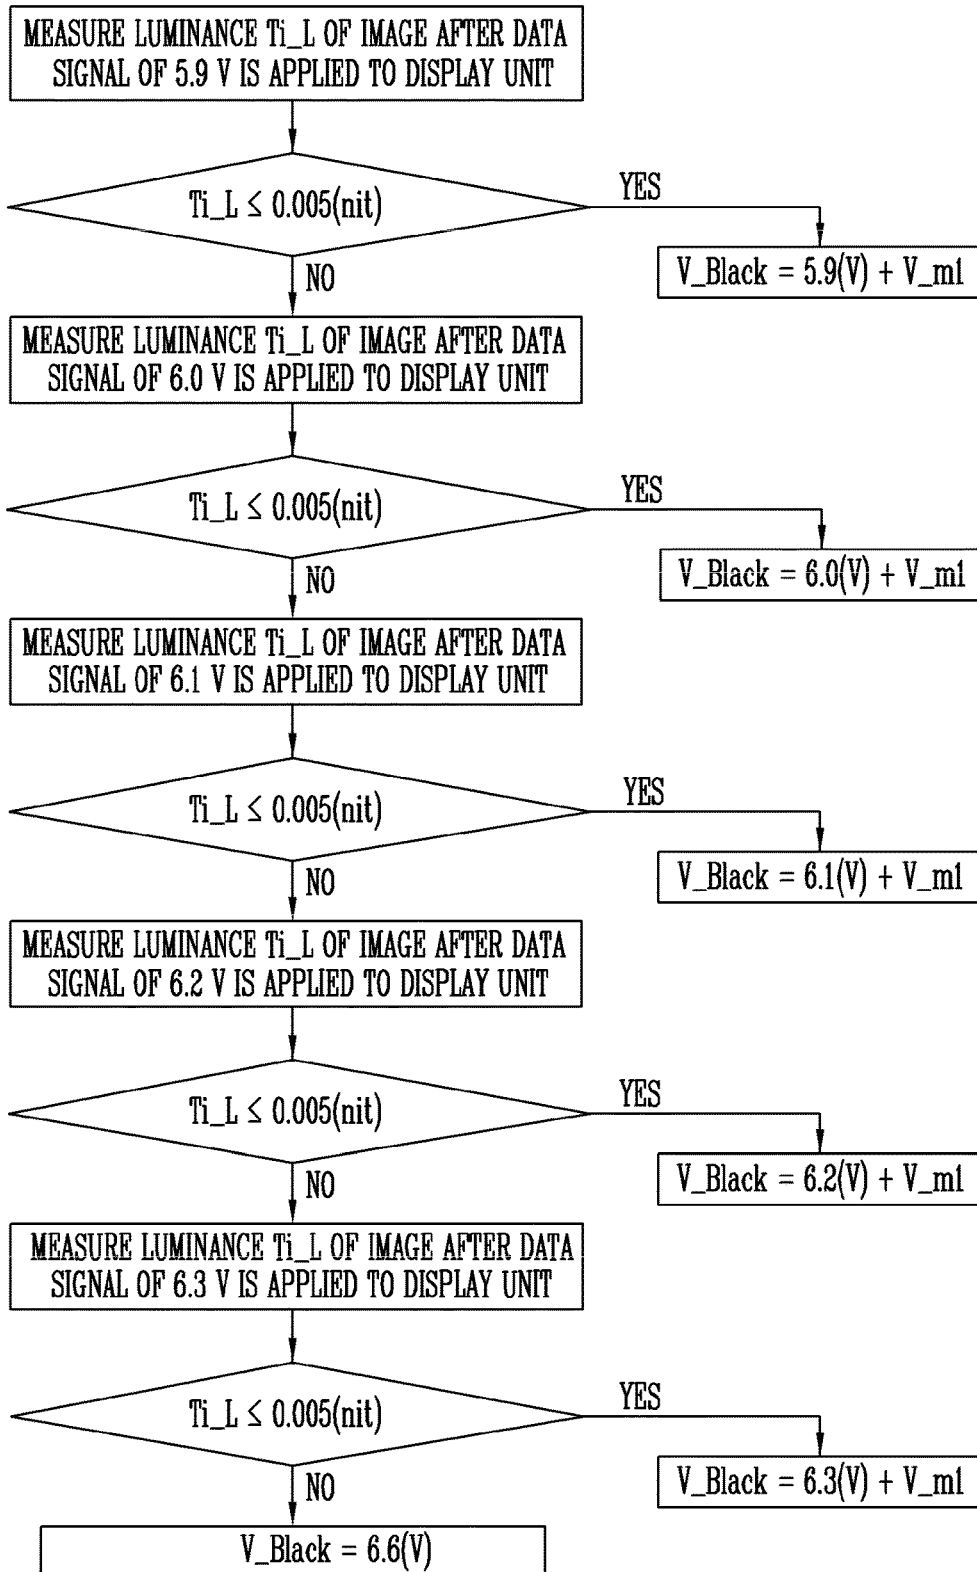 MEASURE LUMINANCE Ti_L OF IMAGE AFTER DATA
SIGNAL OF 5.9 V IS APPLIED TO DISPLAY UNIT
Ti_L ≤ 0.005(nit)
YES
V_Black = 5.9(V) + V_m1
NO
MEASURE LUMINANCE Ti_L OF IMAGE AFTER DATA
SIGNAL OF 6.0 V IS APPLIED TO DISPLAY UNIT
Ti_L ≤ 0.005(nit)
YES
V_Black = 6.0(V) + V_m1
NO
MEASURE LUMINANCE Ti_L OF IMAGE AFTER DATA
SIGNAL OF 6.1 V IS APPLIED TO DISPLAY UNIT
Ti_L ≤ 0.005(nit)
YES
V_Black = 6.1(V) + V_m1
NO
MEASURE LUMINANCE Ti_L OF IMAGE AFTER DATA
SIGNAL OF 6.2 V IS APPLIED TO DISPLAY UNIT
Ti_L ≤ 0.005(nit)
YES
V_Black = 6.2(V) + V_m1
NO
MEASURE LUMINANCE Ti_L OF IMAGE AFTER DATA
SIGNAL OF 6.3 V IS APPLIED TO DISPLAY UNIT
Ti_L ≤ 0.005(nit)
YES
V_Black = 6.3(V) + V_m1
NO
V_Black = 6.6(V)